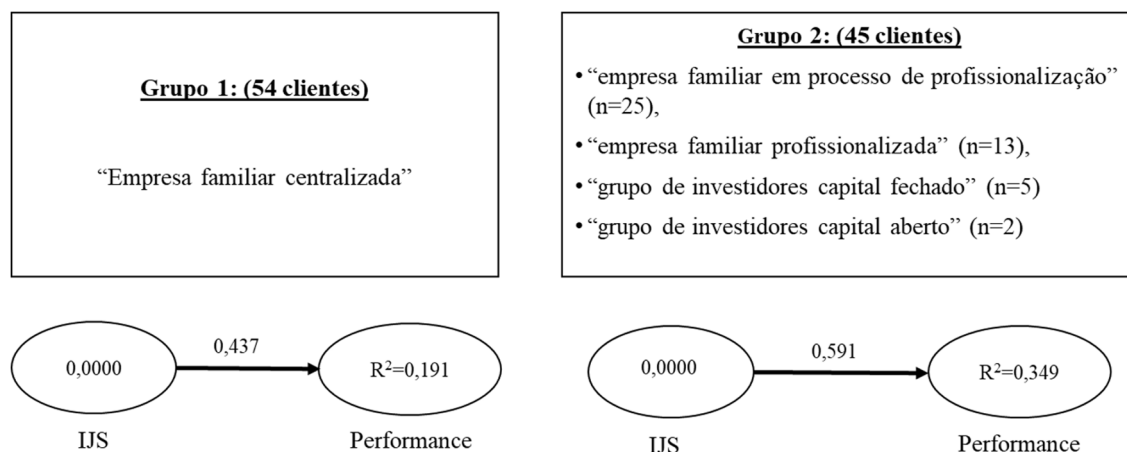 Grupo 1: (54 clientes)
“Empresa familiar centralizada”
Grupo 2: (45 clientes)
• “empresa familiar em processo de profissionalização”
(n=25),
• “empresa familiar profissionalizada” (n=13),
• “grupo de investidores capital fechado” (n=5)
• “grupo de investidores capital aberto” (n=2)
0,0000
0,437
R²=0,191
IJS
Performance
0,0000
0,591
R²=0,349
IJS
Performance